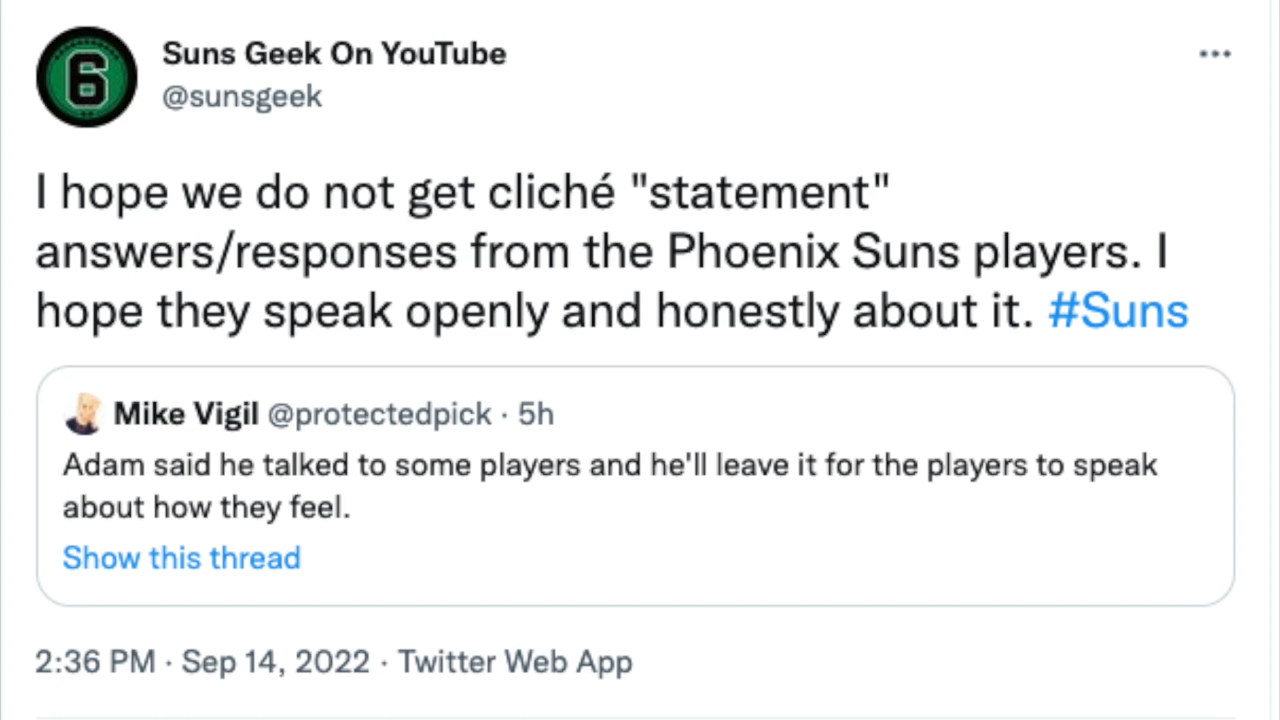 6
Suns Geek On YouTube
@sunsgeek
I hope we do not get cliché "statement"
answers/responses from the Phoenix Suns players. I
hope they speak openly and honestly about it. #Suns
Mike Vigil @protectedpick · 5h
Adam said he talked to some players and he'll leave it for the players to speak
about how they feel.
Show this thread
2:36 PM · Sep 14, 2022 · Twitter Web App